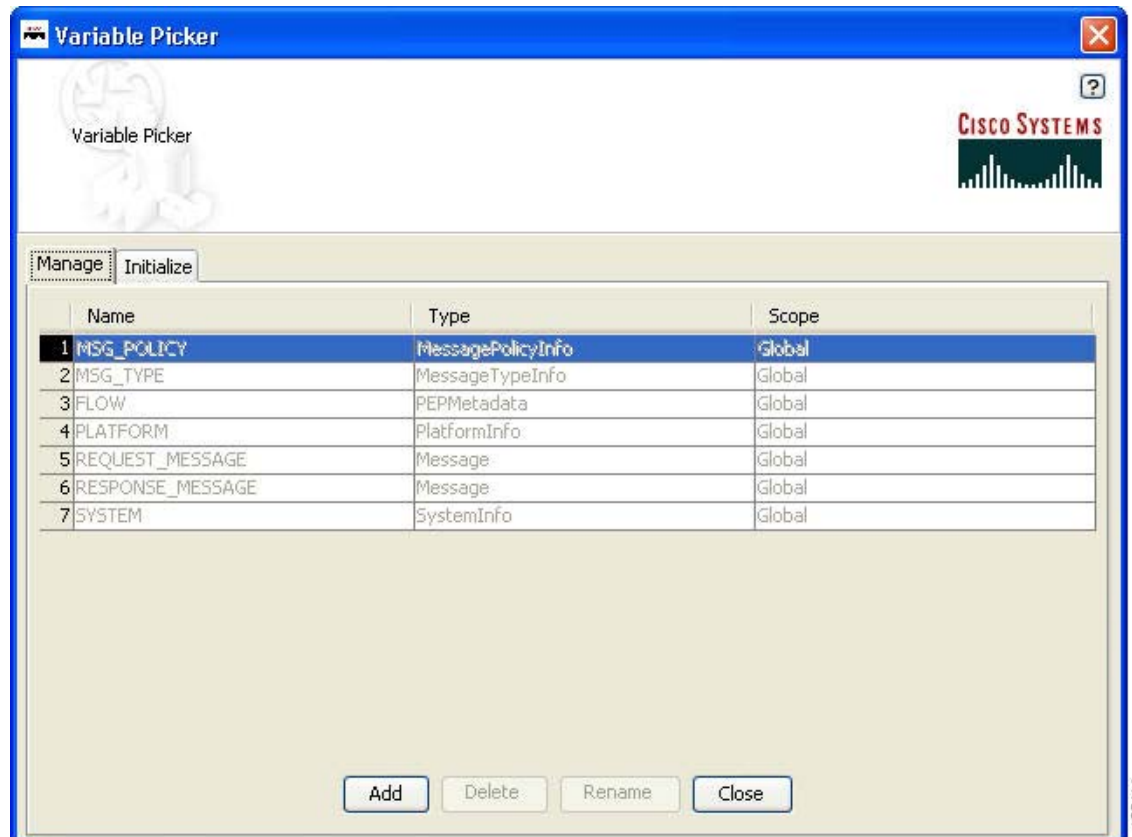 Variable Picker
?
Variable Picker
CISCO SYSTEMS
Manage Initialize
Name Type Scope
1 MSG_POLICY MessagePolicyInfo Global
2 MSG_TYPE MessageTypeInfo Global
3 FLOW PEPMetadata Global
4 PLATFORM PlatformInfo Global
5 REQUEST_MESSAGE Message Global
6 RESPONSE_MESSAGE Message Global
7 SYSTEM SystemInfo Global
Add Delete Rename Close